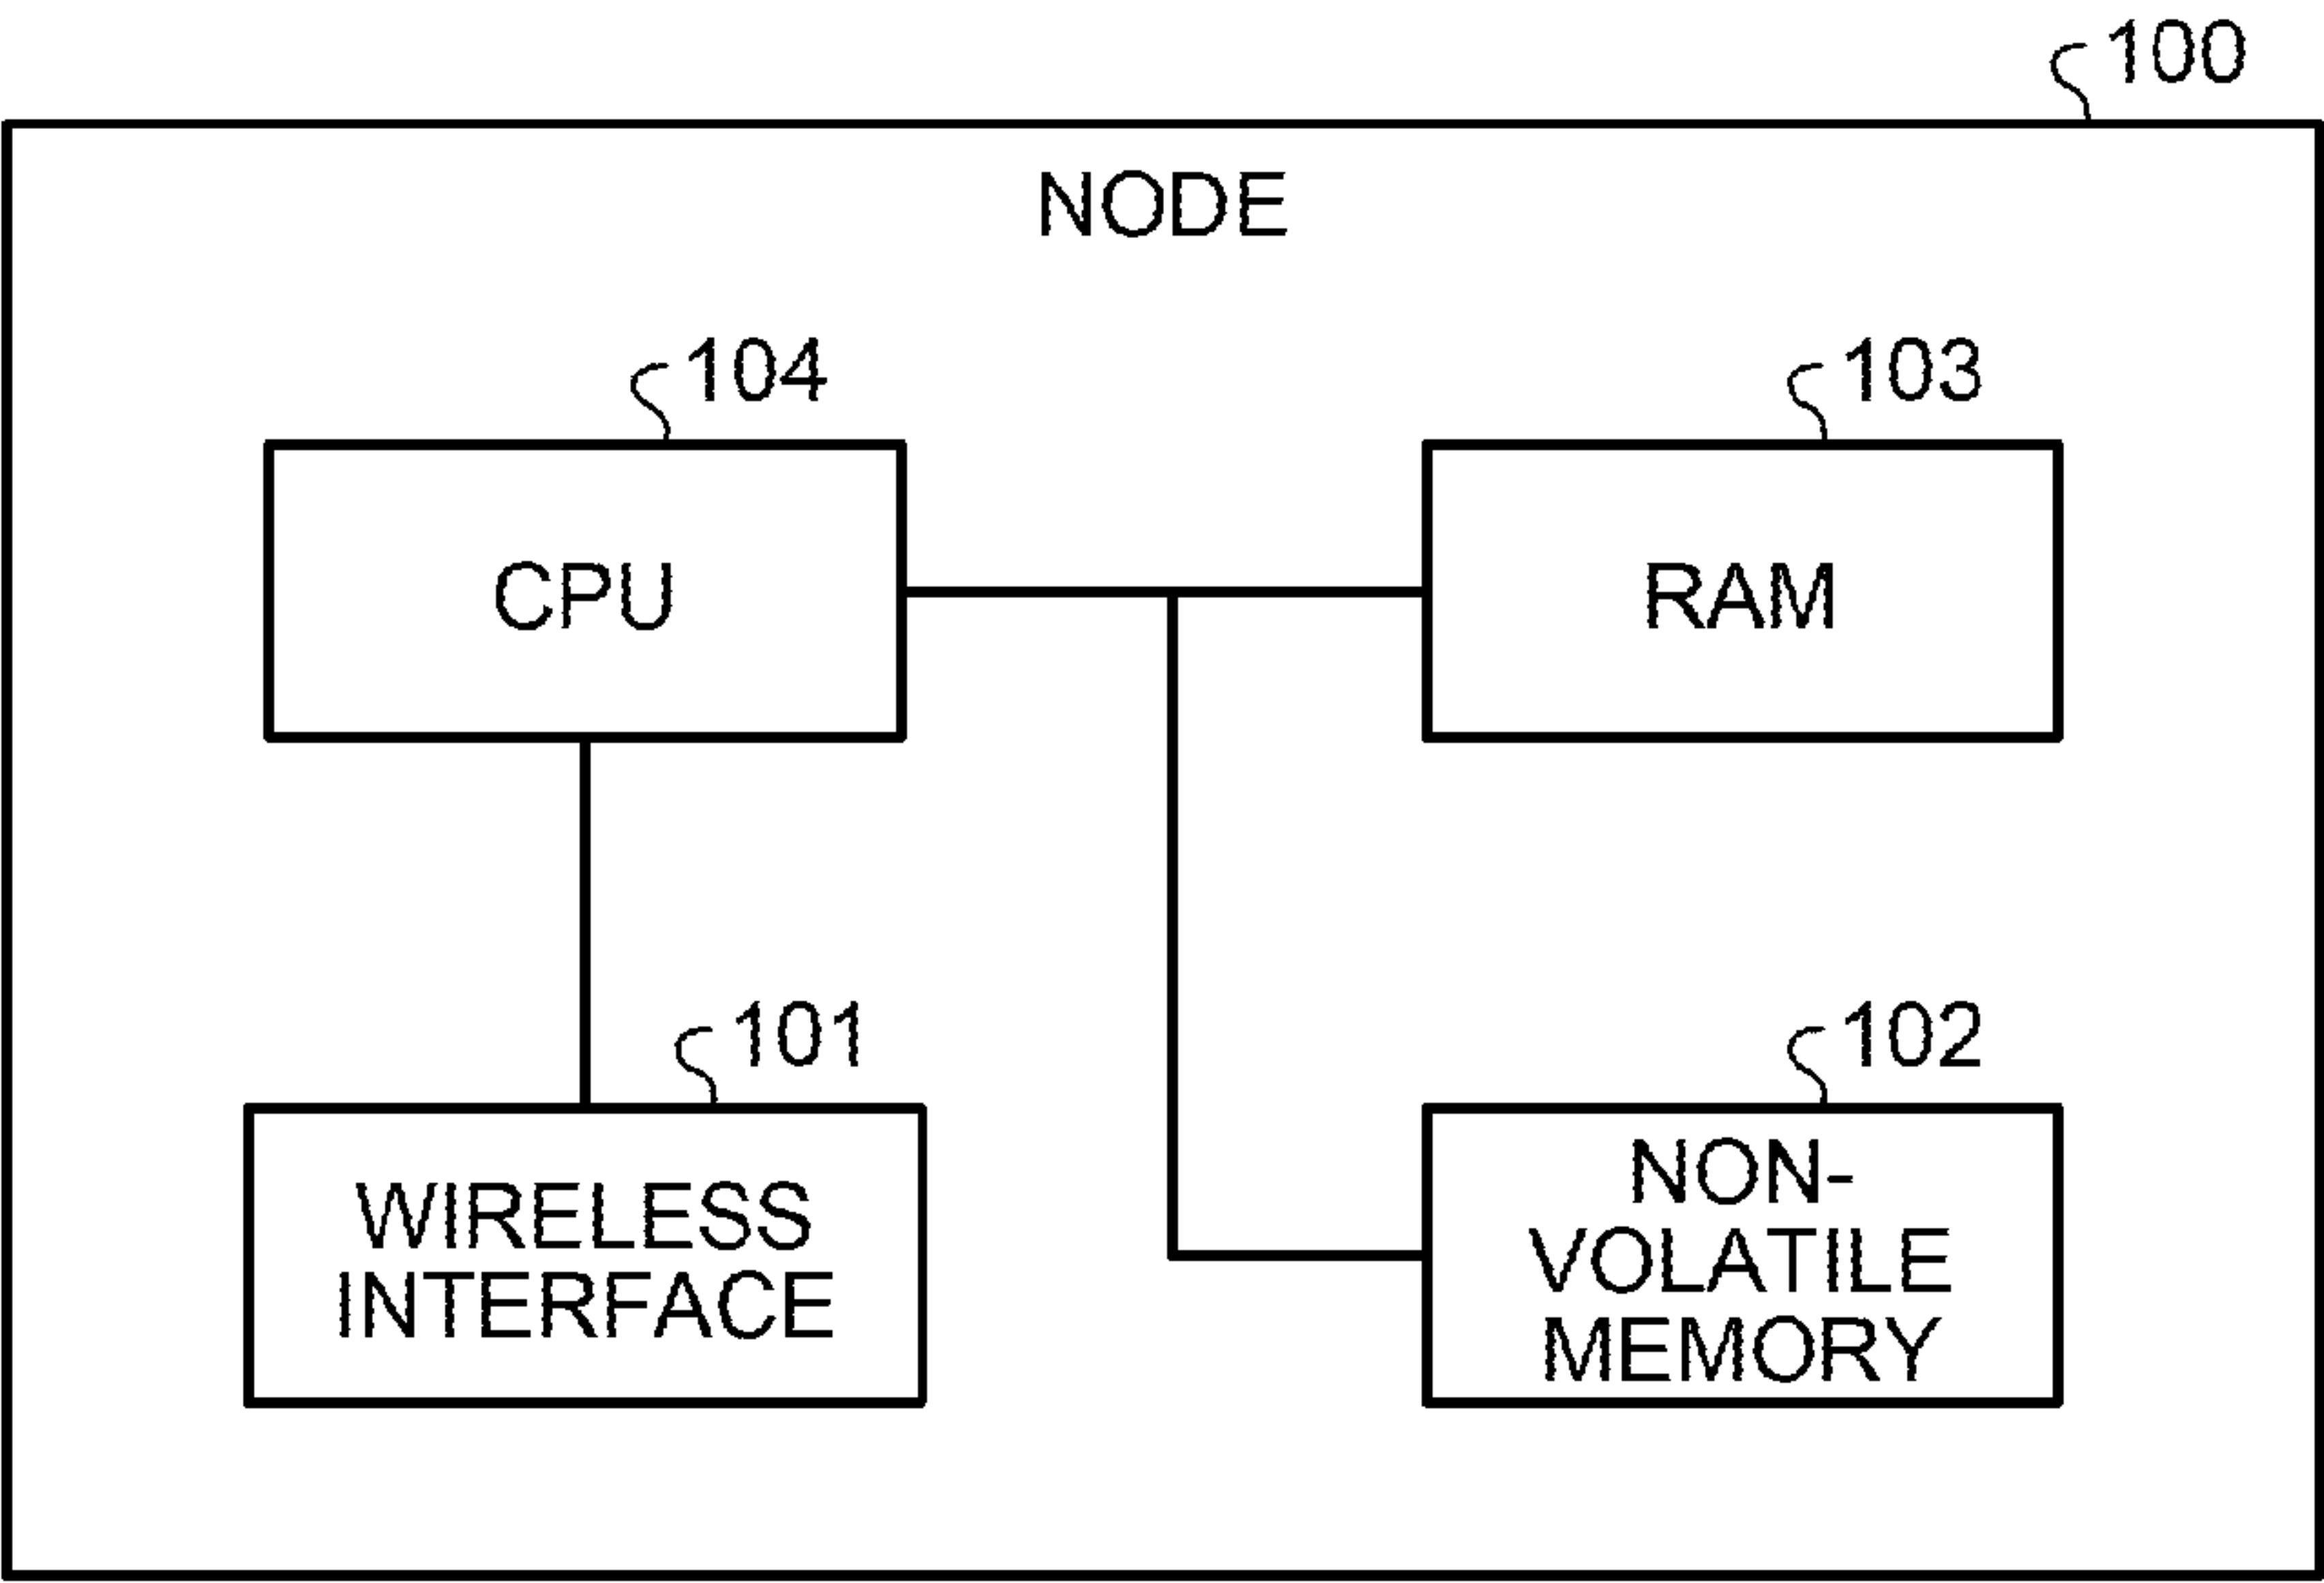 100
NODE
104
103
CPU
RAM
101
102
WIRELESS
INTERFACE
NON-
VOLATILE
MEMORY